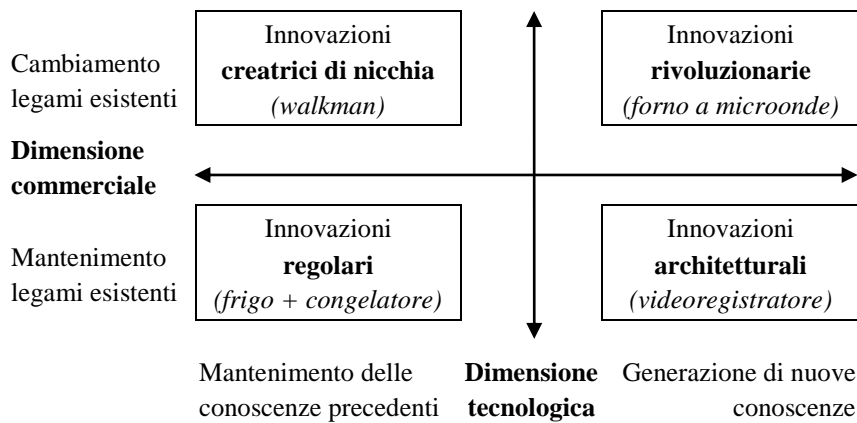 Innovazioni
creatrici di nicchia
(walkman)
Innovazioni
rivoluzionarie
(forno a microonde)
Cambiamento
legami esistenti
Dimensione
commerciale
Innovazioni
regolari
(frigo + congelatore)
Innovazioni
architetturali
(videoregistratore)
Mantenimento
legami esistenti
Mantenimento delle
conoscenze precedenti
Dimensione
tecnologica
Generazione di nuove
conoscenze